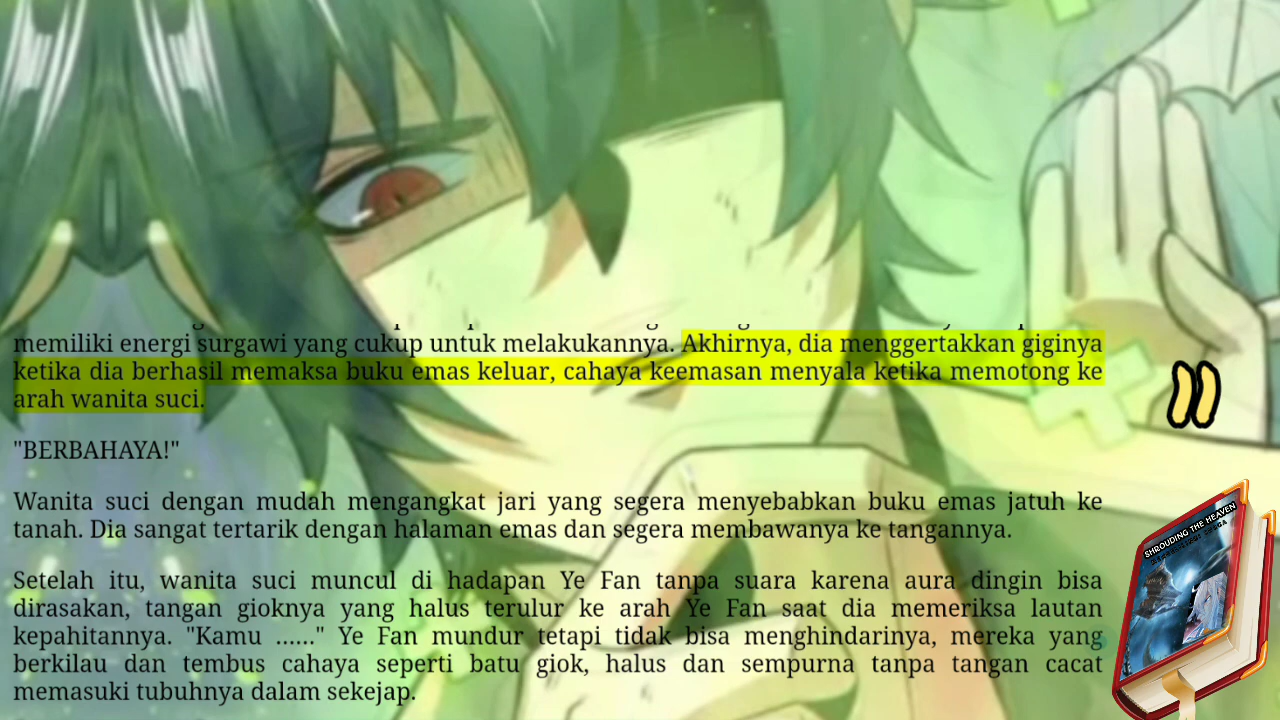 memiliki energi surgawi yang cukup untuk melakukannya. Akhirnya, dia menggertakkan giginya
ketika dia berhasil memaksa buku emas keluar, cahaya keemasan menyala ketika memotong ke
arah wanita suci.
"BERBAHAYA!"
Wanita suci dengan mudah mengangkat jari yang segera menyebabkan buku emas jatuh ke
tanah. Dia sangat tertarik dengan halaman emas dan segera membawanya ke tangannya.
Setelah itu, wanita suci muncul di hadapan Ye Fan tanpa suara karena aura dingin bisa
dirasakan, tangan gioknya yang halus terulur ke arah Ye Fan saat dia memeriksa lautan
kepahitannya. "Kamu ......" Ye Fan mundur tetapi tidak bisa menghindarinya, mereka yang
berkilau dan tembus cahaya seperti batu giok, halus dan sempurna tanpa tangan cacat
memasuki tubuhnya dalam sekejap.
SHROUDING THE HEAVEN